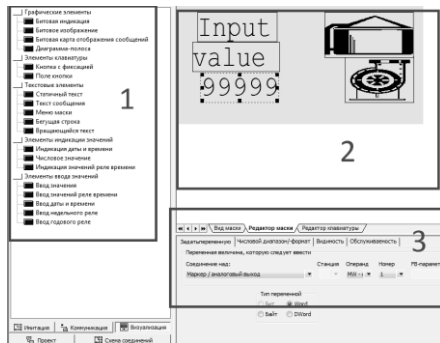 Графические элементы
Битовая индикация
Битовое изображение
Битовая карта отображения сообщений
Диаграмма-полоса
Элементы клавиатуры
Кнопка с фиксацией
Поле кнопки
Текстовые элементы
Статичный текст
Текст сообщения
Меню маски
Бегущая строка
Вращающийся текст
Элементы индикации значений
Индикация даты и времени
Числовое значение
Индикация значений реле времени
Элементы ввода значений
Ввод значения
Ввод значений реле времени
Ввод даты и времени
Ввод недельного реле
Ввод годового реле
1
Имитация
Коммуникация
Визуализация
Проект
Схема соединений
Input
value
99999
2
3
Вид маски
Редактор маски
Редактор клавиатуры
Задать переменную
Числовой диапазон/формат
Видимость
Обслуживаемость
Переменная величина, которую следует ввести
Соединение над:
Станция
Операнд
Номер
FB-параметр
Маркер / аналоговый выход
MW
1
Тип переменной
Бит
Word
Байт
DWord